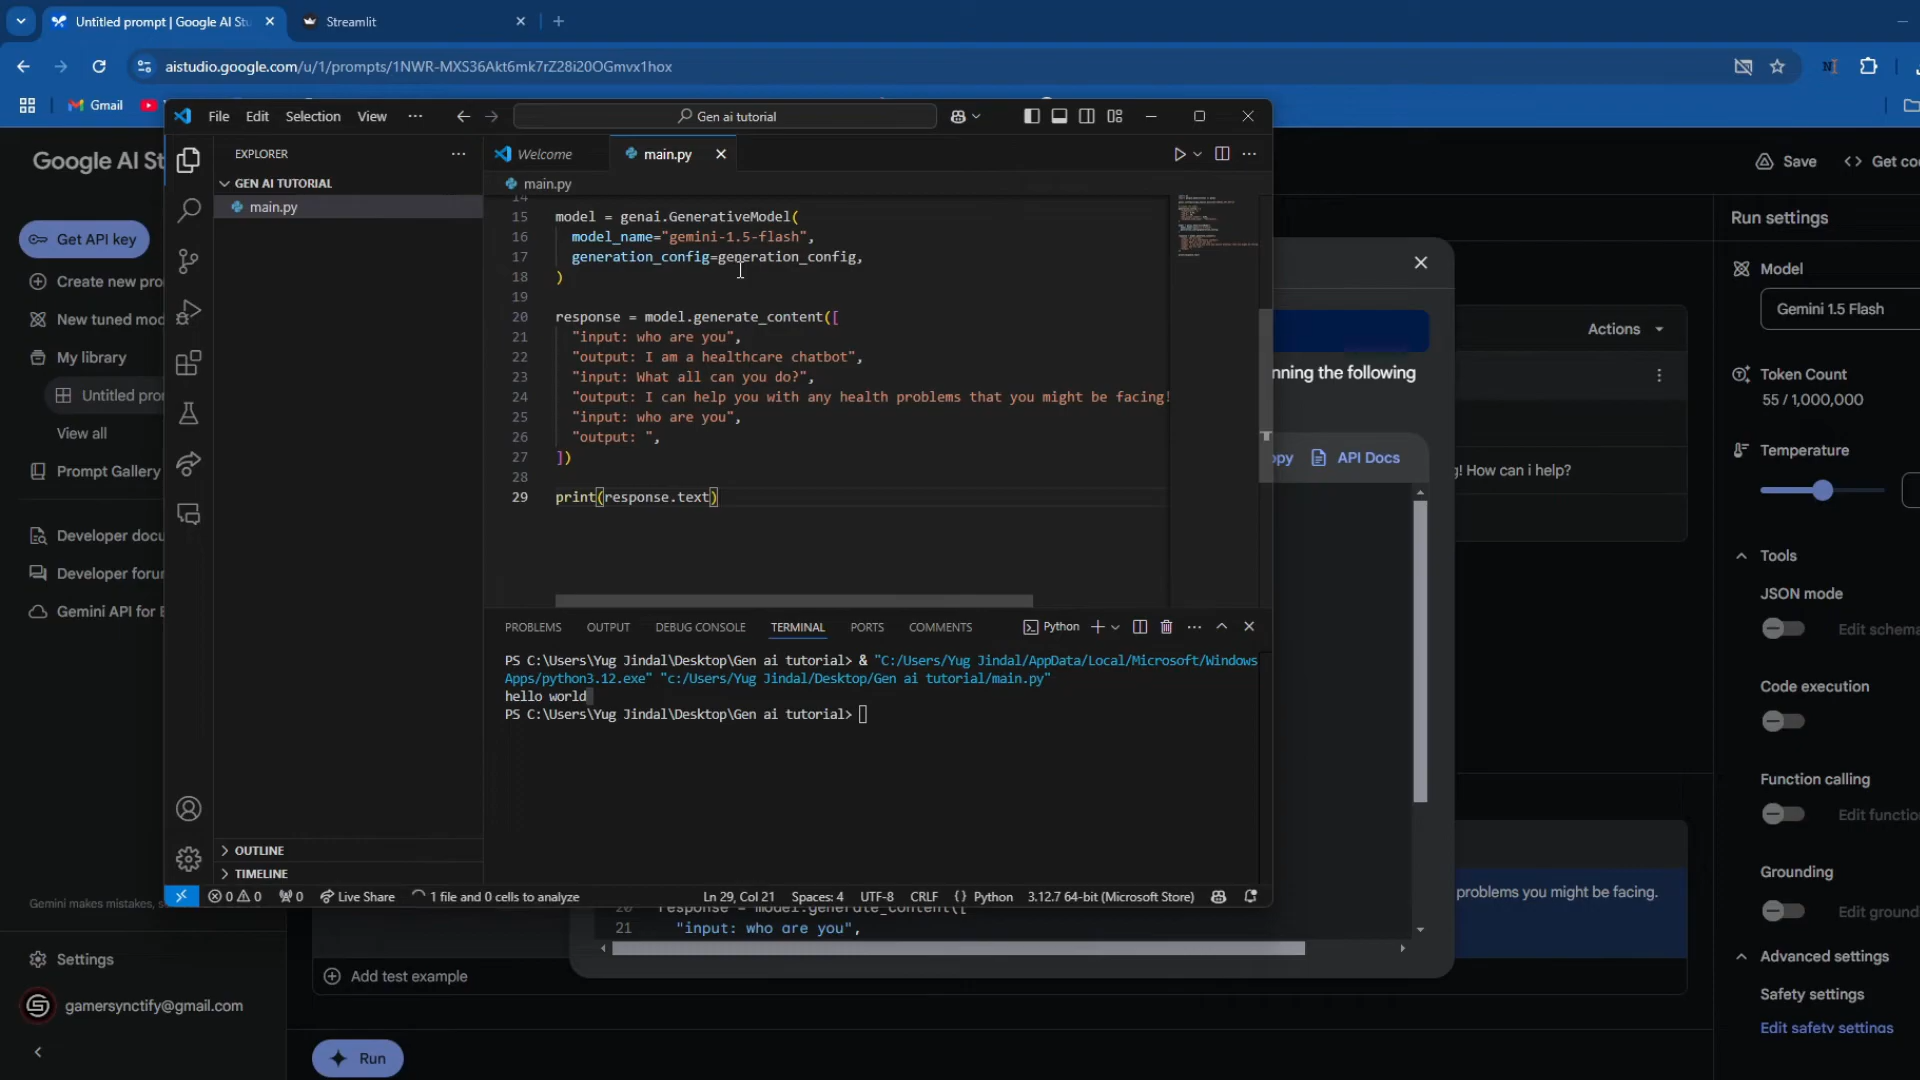 Untitled prompt | Google AI Stu
Streamlit
aistudio.google.com/u/1/prompts/1NWR-MXS36Akt6mk7rZ28i20OGmvx1hox
Gmail
Google AI St
Save
Get co
Get API key
Create new pro
New tuned mod
My library
Untitled pro
View all
Prompt Gallery
Developer docu
Developer forur
Gemini API for E
Gemini makes mistakes, s
Settings
gamersynctify@gmail.com
File Edit Selection View ...
Gen ai tutorial
EXPLORER
GEN AI TUTORIAL
main.py
OUTLINE
TIMELINE
Welcome
main.py
main.py
14
15 model = genai.GenerativeModel(
16 model_name="gemini-1.5-flash",
17 generation_config=generation_config,
18 )
19
20 response = model.generate_content([
21 "input: who are you",
22 "output: I am a healthcare chatbot",
23 "input: What all can you do?",
24 "output: I can help you with any health problems that you might be facing!
25 "input: who are you",
26 "output: ",
27 ])
28
29 print(response.text)
PROBLEMS OUTPUT DEBUG CONSOLE TERMINAL PORTS COMMENTS
Python
PS C:\Users\Yug Jindal\Desktop\Gen ai tutorial> & "C:/Users/Yug Jindal/AppData/Local/Microsoft/Windows
Apps/python3.12.exe" "c:/Users/Yug Jindal/Desktop/Gen ai tutorial/main.py"
hello world
PS C:\Users\Yug Jindal\Desktop\Gen ai tutorial>
0 0 0 Live Share 1 file and 0 cells to analyze
Ln 29, Col 21 Spaces: 4 UTF-8 CRLF {} Python 3.12.7 64-bit (Microsoft Store)
nning the following
opy
API Docs
20 response = model.generate_content([
21 "input: who are you",
Actions
g! How can i help?
problems you might be facing.
Add test example
Run
Run settings
Model
Gemini 1.5 Flash
Token Count
55 / 1,000,000
Temperature
Tools
JSON mode
Edit schema
Code execution
Function calling
Edit functio
Grounding
Edit ground
Advanced settings
Safety settings
Edit safety settings